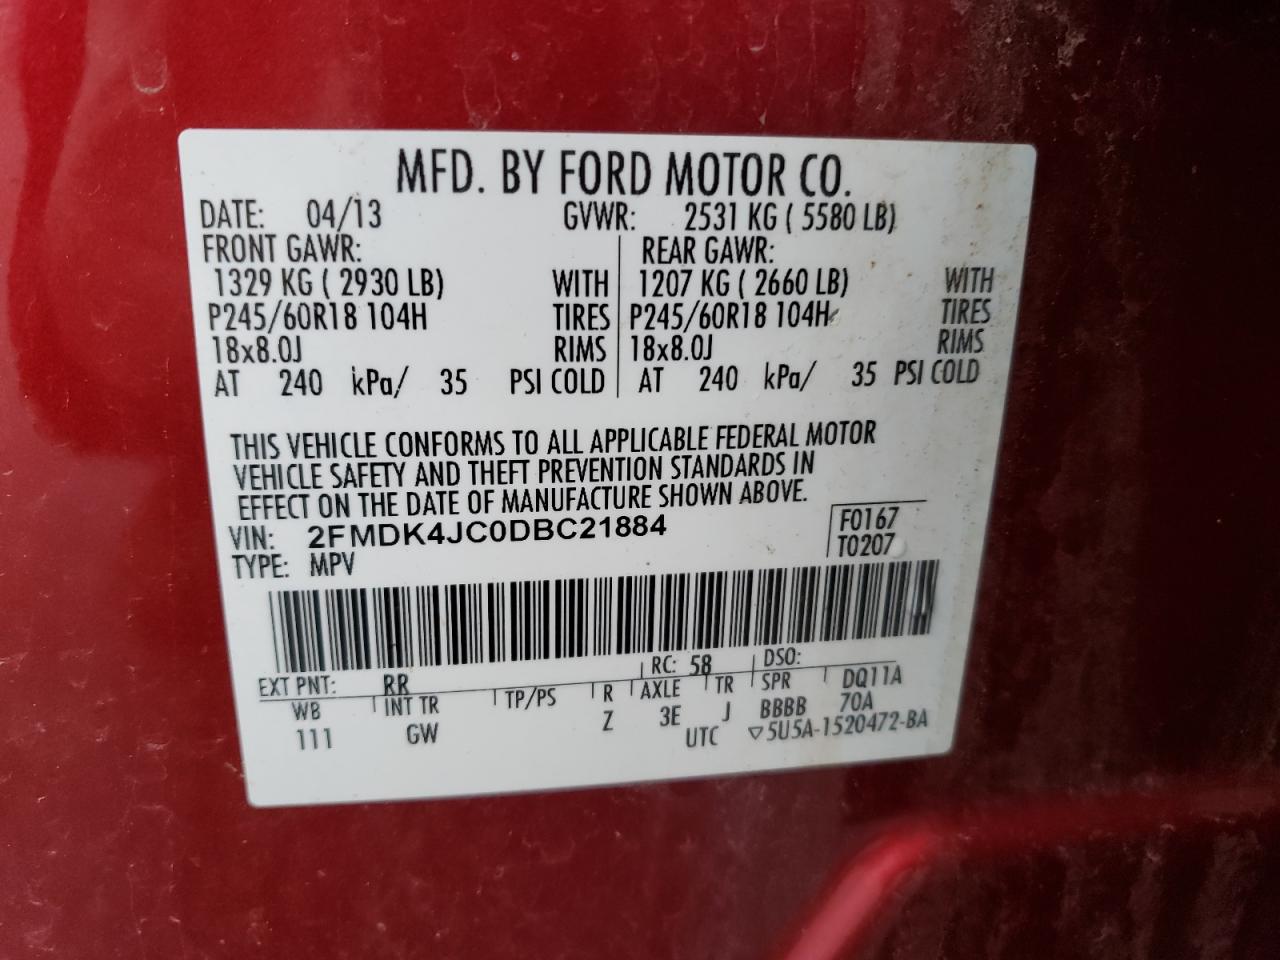 MFD. BY FORD MOTOR CO.
DATE: 04/13 GVWR: 2531 KG ( 5580 LB)
FRONT GAWR: REAR GAWR:
1329 KG ( 2930 LB) WITH 1207 KG ( 2660 LB) WITH
P245/60R18 104H TIRES P245/60R18 104H TIRES
18x8.0J RIMS 18x8.0J RIMS
AT 240 kPa/ 35 PSI COLD AT 240 kPa/ 35 PSI COLD
THIS VEHICLE CONFORMS TO ALL APPLICABLE FEDERAL MOTOR
VEHICLE SAFETY AND THEFT PREVENTION STANDARDS IN
EFFECT ON THE DATE OF MANUFACTURE SHOWN ABOVE.
VIN: 2FMDK4JC0DBC21884 F0167
TYPE: MPV T0207
EXT PNT: RR RC: 58 DSO:
WB INT TR TP/PS R AXLE TR SPR DQ11A
111 GW Z 3E J BBBB 70A
UTC ▽5U5A-1520472-BA